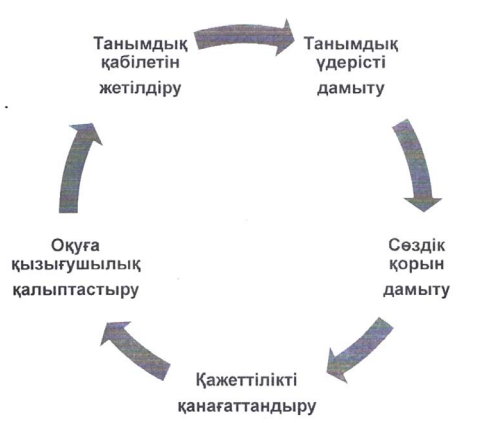 Танымдық
қабілетін
жетілдіру
Танымдық
үдерісті
дамыту
Сөздік
қорын
дамыту
Қажеттілікті
қанағаттандыру
Оқуға
қызығушылық
қалыптастыру